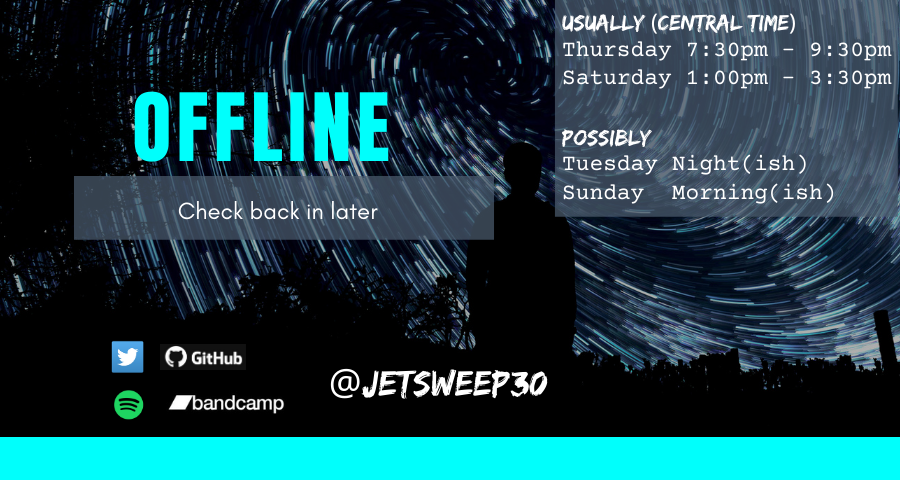 USUALLY (CENTRAL TIME)
Thursday 7:30pm - 9:30pm
Saturday 1:00pm - 3:30pm
POSSIBLY
Tuesday Night(ish)
Sunday Morning(ish)
OFFLINE
Check back in later
GitHub
bandcamp
@JETSWEEP30